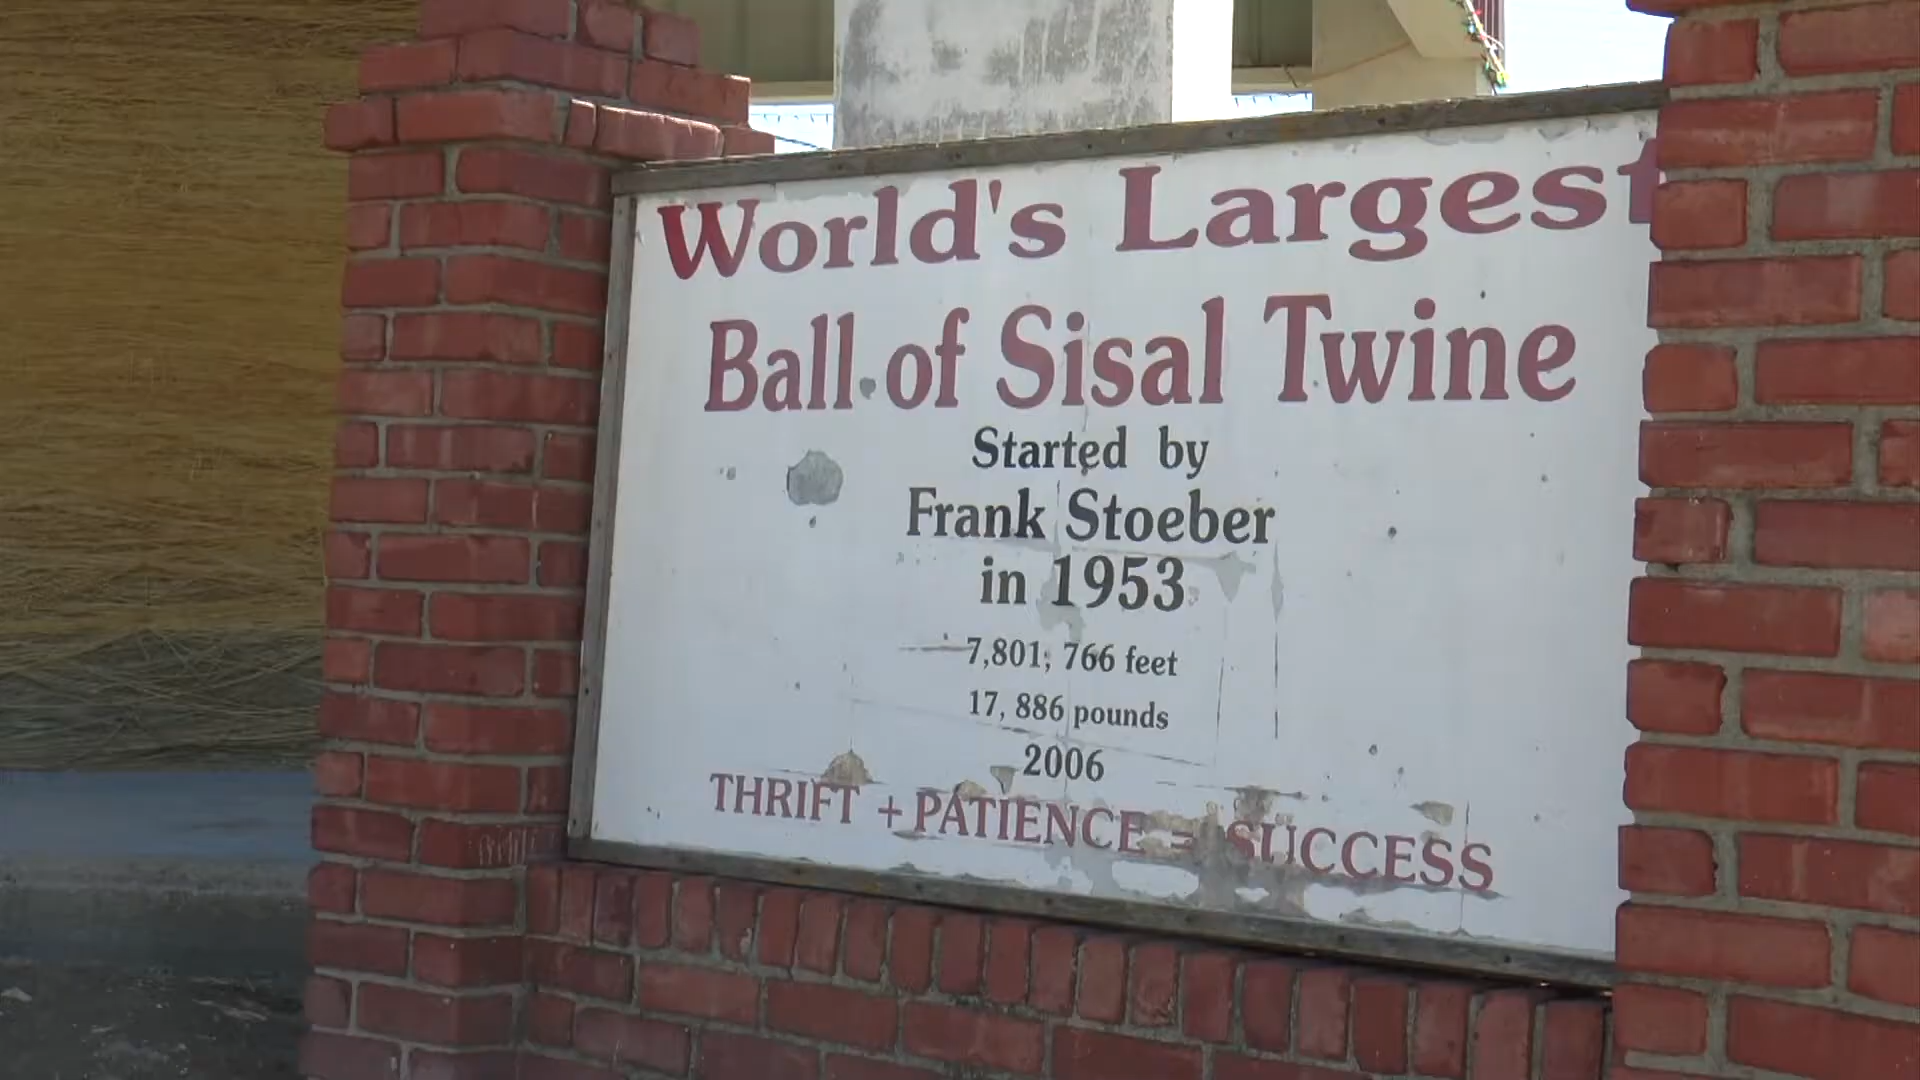 World's Largest
Ball of Sisal Twine
Started by
Frank Stoeber
in 1953
7,801, 766 feet
17, 886 pounds
2006
THRIFT + PATIENCE = SUCCESS